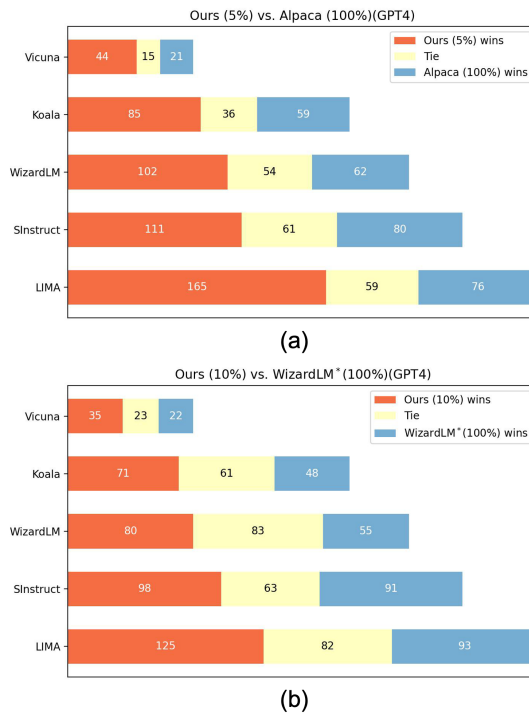 Ours (5%) vs. Alpaca (100%)(GPT4)
Ours (5%) wins
Tie
Alpaca (100%) wins
Vicuna 44 15 21
Koala 85 36 59
WizardLM 102 54 62
SInstruct 111 61 80
LIMA 165 59 76
(a)
Ours (10%) vs. WizardLM*(100%)(GPT4)
Ours (10%) wins
Tie
WizardLM*(100%) wins
Vicuna 35 23 22
Koala 71 61 48
WizardLM 80 83 55
SInstruct 98 63 91
LIMA 125 82 93
(b)